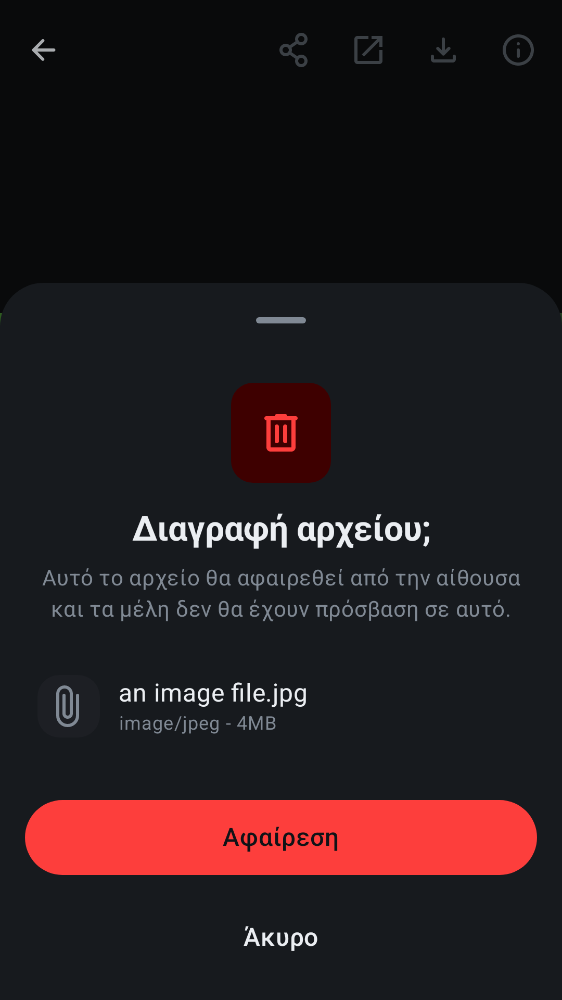 Διαγραφή αρχείου;
Αυτό το αρχείο θα αφαιρεθεί από την αίθουσα
και τα μέλη δεν θα έχουν πρόσβαση σε αυτό.
an image file.jpg
image/jpeg - 4MB
Αφαίρεση
Άκυρο